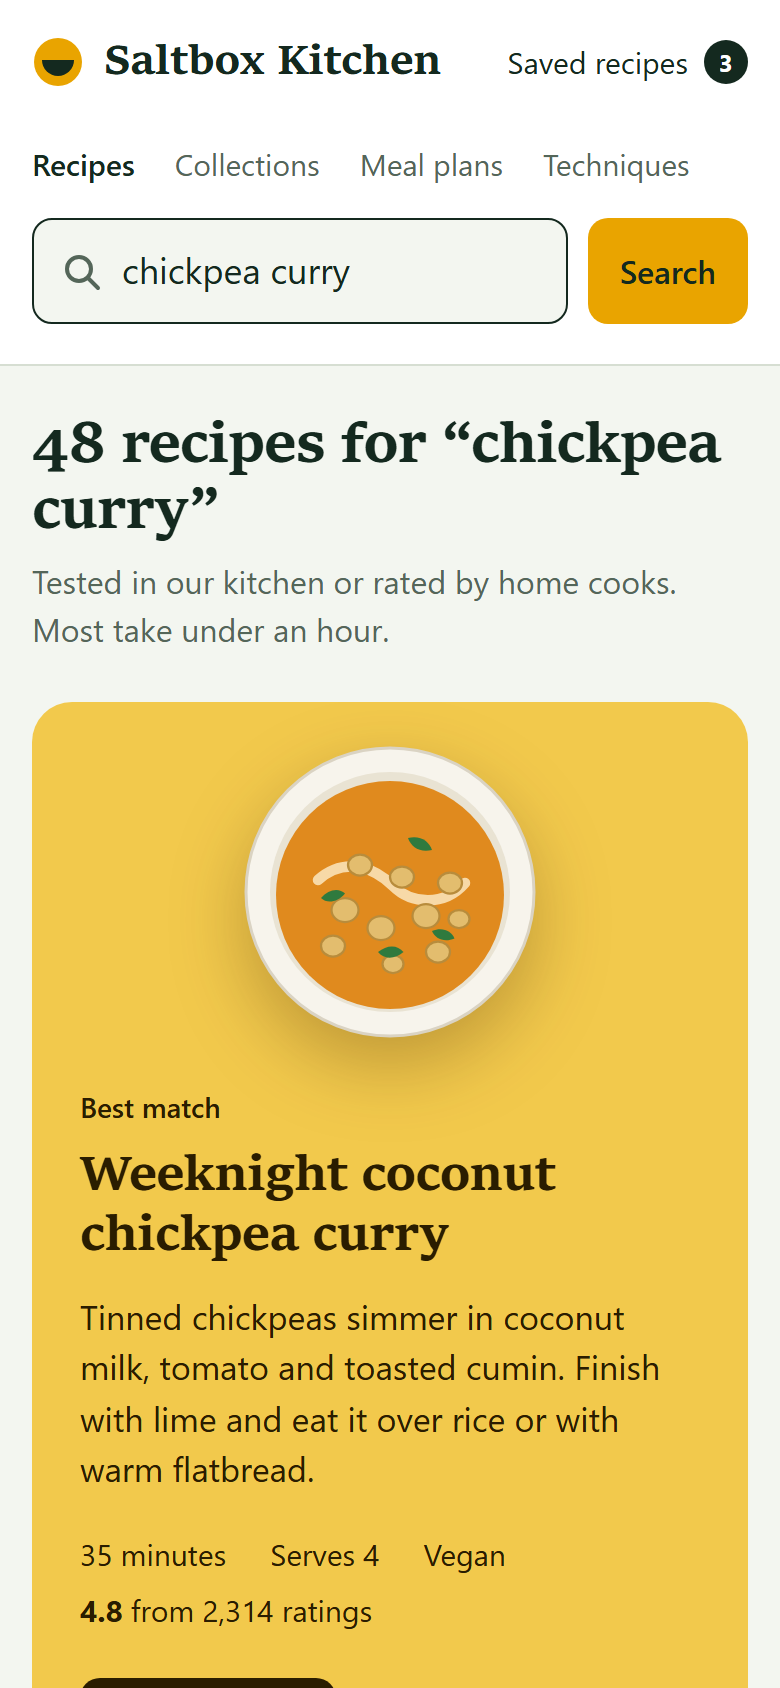 Saltbox Kitchen
Saved recipes 3
Recipes Collections Meal plans Techniques
chickpea curry
Search
48 recipes for “chickpea
curry”
Tested in our kitchen or rated by home cooks.
Most take under an hour.
Best match
Weeknight coconut
chickpea curry
Tinned chickpeas simmer in coconut
milk, tomato and toasted cumin. Finish
with lime and eat it over rice or with
warm flatbread.
35 minutes Serves 4 Vegan
4.8 from 2,314 ratings